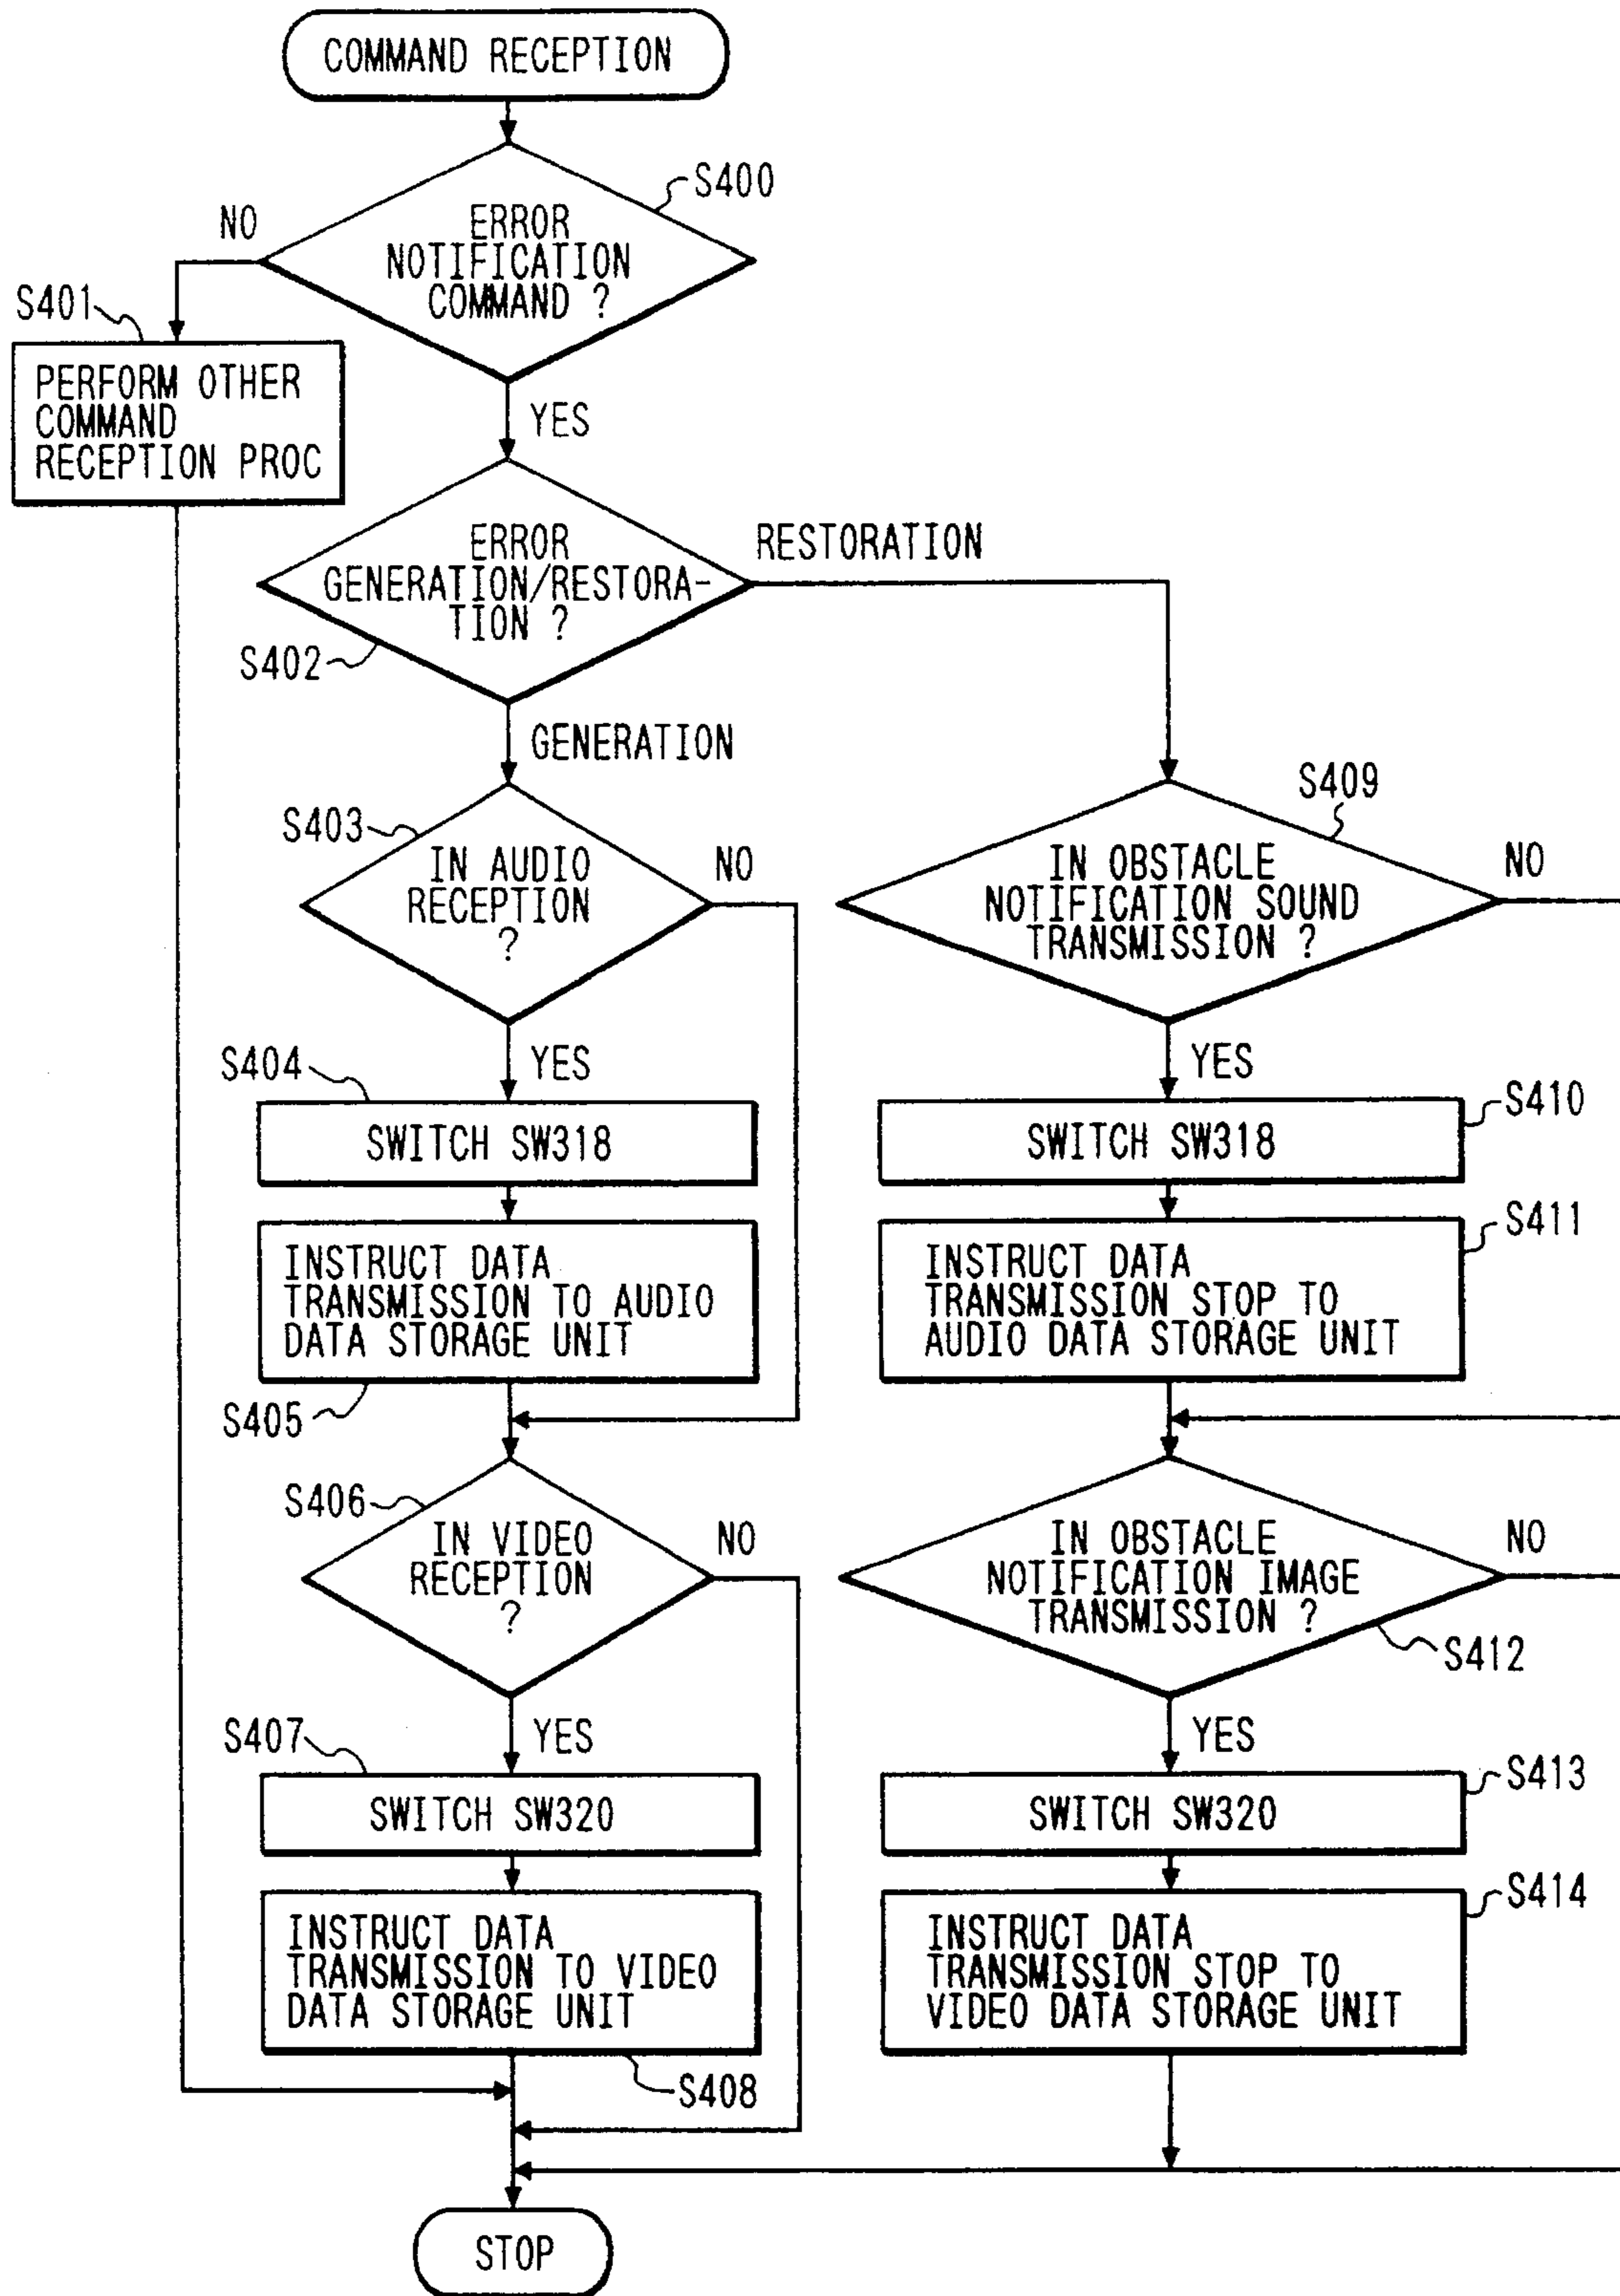 COMMAND RECEPTION
S400
NO
ERROR
NOTIFICATION
COMMAND ?
S401
PERFORM OTHER
COMMAND
RECEPTION PROC
YES
ERROR
GENERATION/RESTORA-
TION ?
RESTORATION
S402
GENERATION
S403
IN AUDIO
RECEPTION
?
NO
S409
IN OBSTACLE
NOTIFICATION SOUND
TRANSMISSION ?
NO
S404
YES
YES
SWITCH SW318
SWITCH SW318
S410
INSTRUCT DATA
TRANSMISSION TO AUDIO
DATA STORAGE UNIT
S405
INSTRUCT DATA
TRANSMISSION STOP TO
AUDIO DATA STORAGE UNIT
S411
S406
IN VIDEO
RECEPTION
?
NO
IN OBSTACLE
NOTIFICATION IMAGE
TRANSMISSION ?
NO
S412
S407
YES
YES
SWITCH SW320
SWITCH SW320
S413
INSTRUCT DATA
TRANSMISSION TO VIDEO
DATA STORAGE UNIT
S408
INSTRUCT DATA
TRANSMISSION STOP TO
VIDEO DATA STORAGE UNIT
S414
STOP